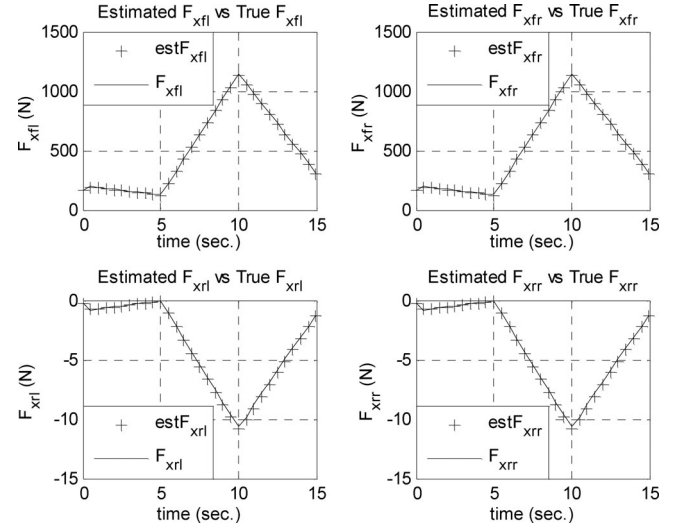 Estimated F_xfl vs True F_xfl
1500
1000
500
0
F_xfl (N)
estF_xfl
F_xfl
0 5 10 15
time (sec.)
Estimated F_xfr vs True F_xfr
1500
1000
500
0
F_xfr (N)
estF_xfr
F_xfr
0 5 10 15
time (sec.)
Estimated F_xrl vs True F_xrl
0
-5
-10
-15
F_xrl (N)
estF_xrl
F_xrl
0 5 10 15
time (sec.)
Estimated F_xrr vs True F_xrr
0
-5
-10
-15
F_xrr (N)
estF_xrr
F_xrr
0 5 10 15
time (sec.)